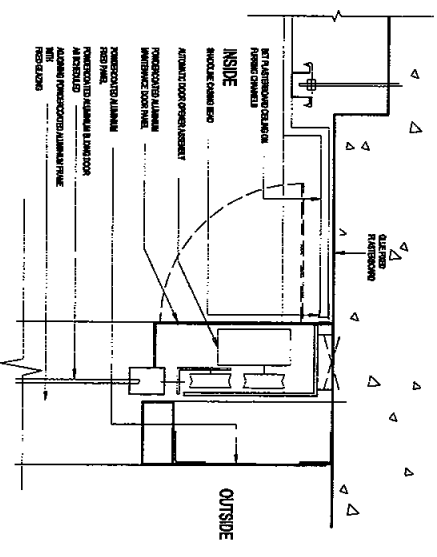 INSIDE
SKT PLASTERBOARD CEILING ON
FURRING CHANNELS
SHADOWLINE CASING BEAD
AUTOMATIC DOOR OPENER ASSEMBLY
POWDERCOATED ALUMINIUM
MAINTENANCE DOOR PANEL
POWDERCOATED ALUMINIUM
FIXED PANEL
POWDERCOATED ALUMINIUM SLIDING DOOR
AS SCHEDULED
ADJOINING POWDERCOATED ALUMINIUM FRAME
WITH
FIXED GLAZING
GLUE FIXED
PLASTERBOARD
OUTSIDE